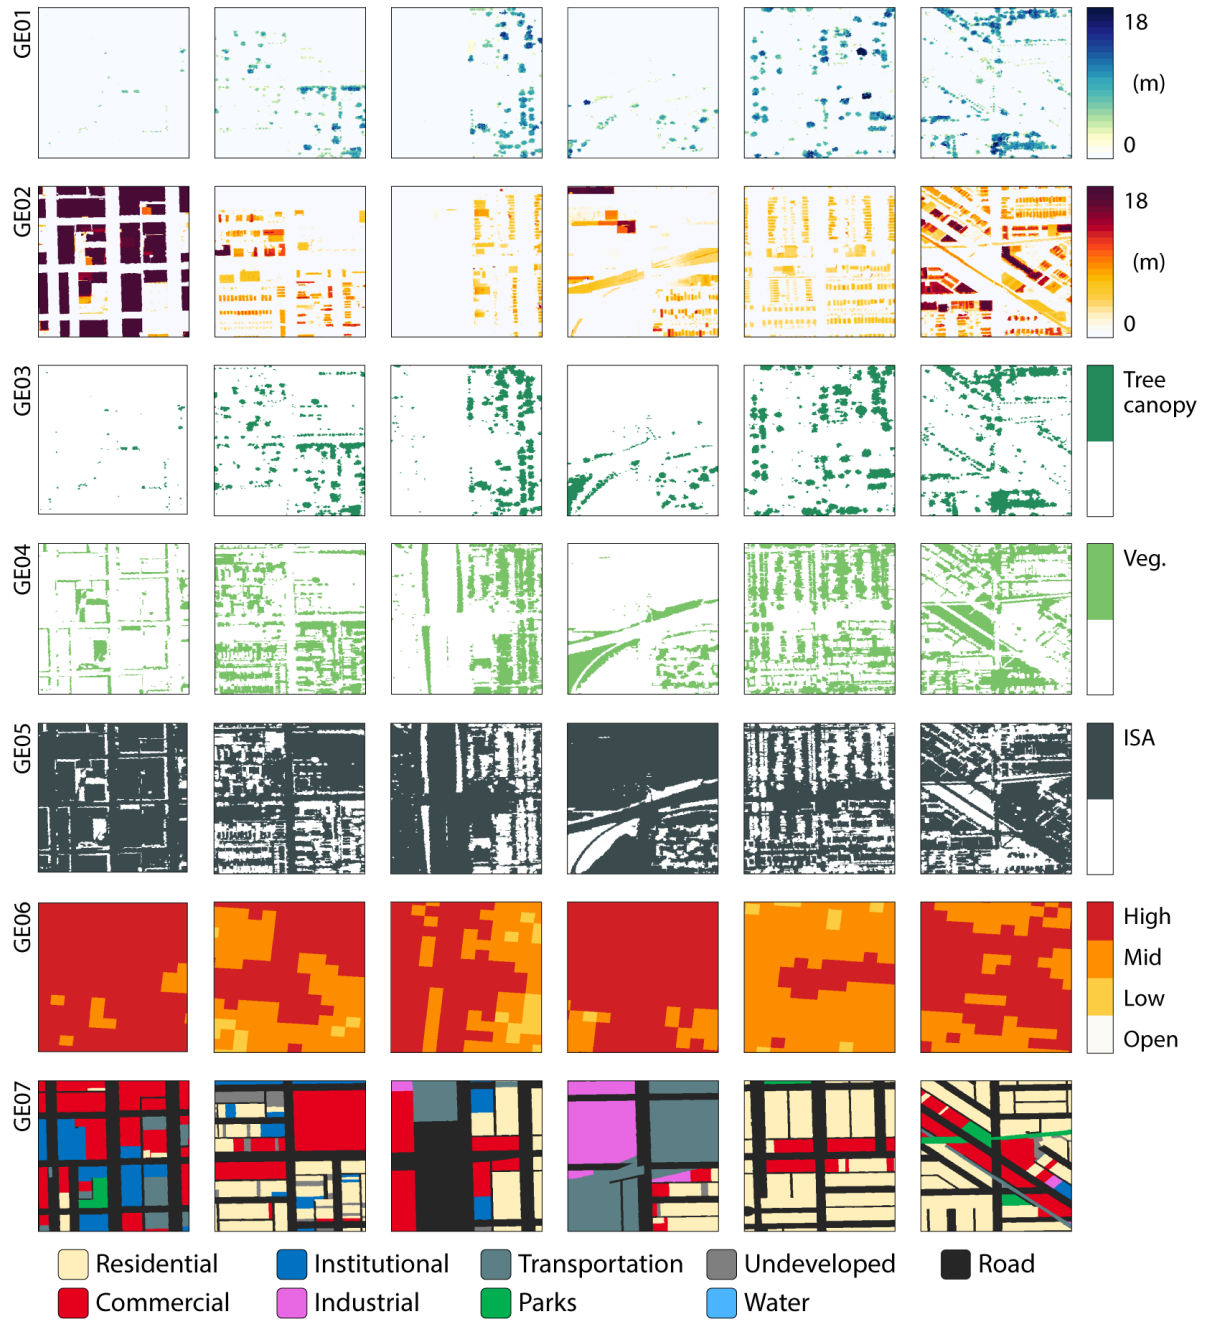 GE01
18
(m)
0
GE02
18
(m)
0
GE03
Tree
canopy
GE04
Veg.
GE05
ISA
GE06
High
Mid
Low
Open
GE07
Residential Institutional Transportation Undeveloped Road
Commercial Industrial Parks Water